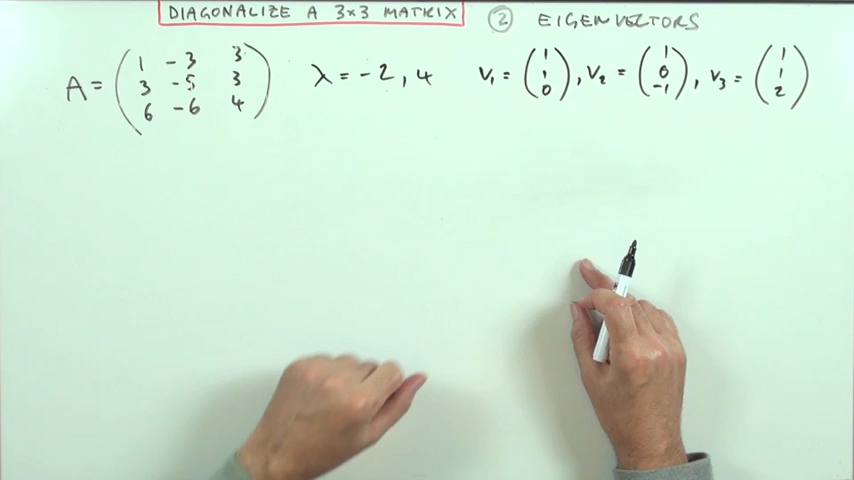 DIAGONALIZE A 3×3 MATRIX ② EIGENVECTORS
A = ( 1 -3 3
3 -5 3
6 -6 4 ) λ = -2, 4 v₁ = ( 1 1 0 ), v₂ = ( 1 0 -1 ), v₃ = ( 1 1 2 )